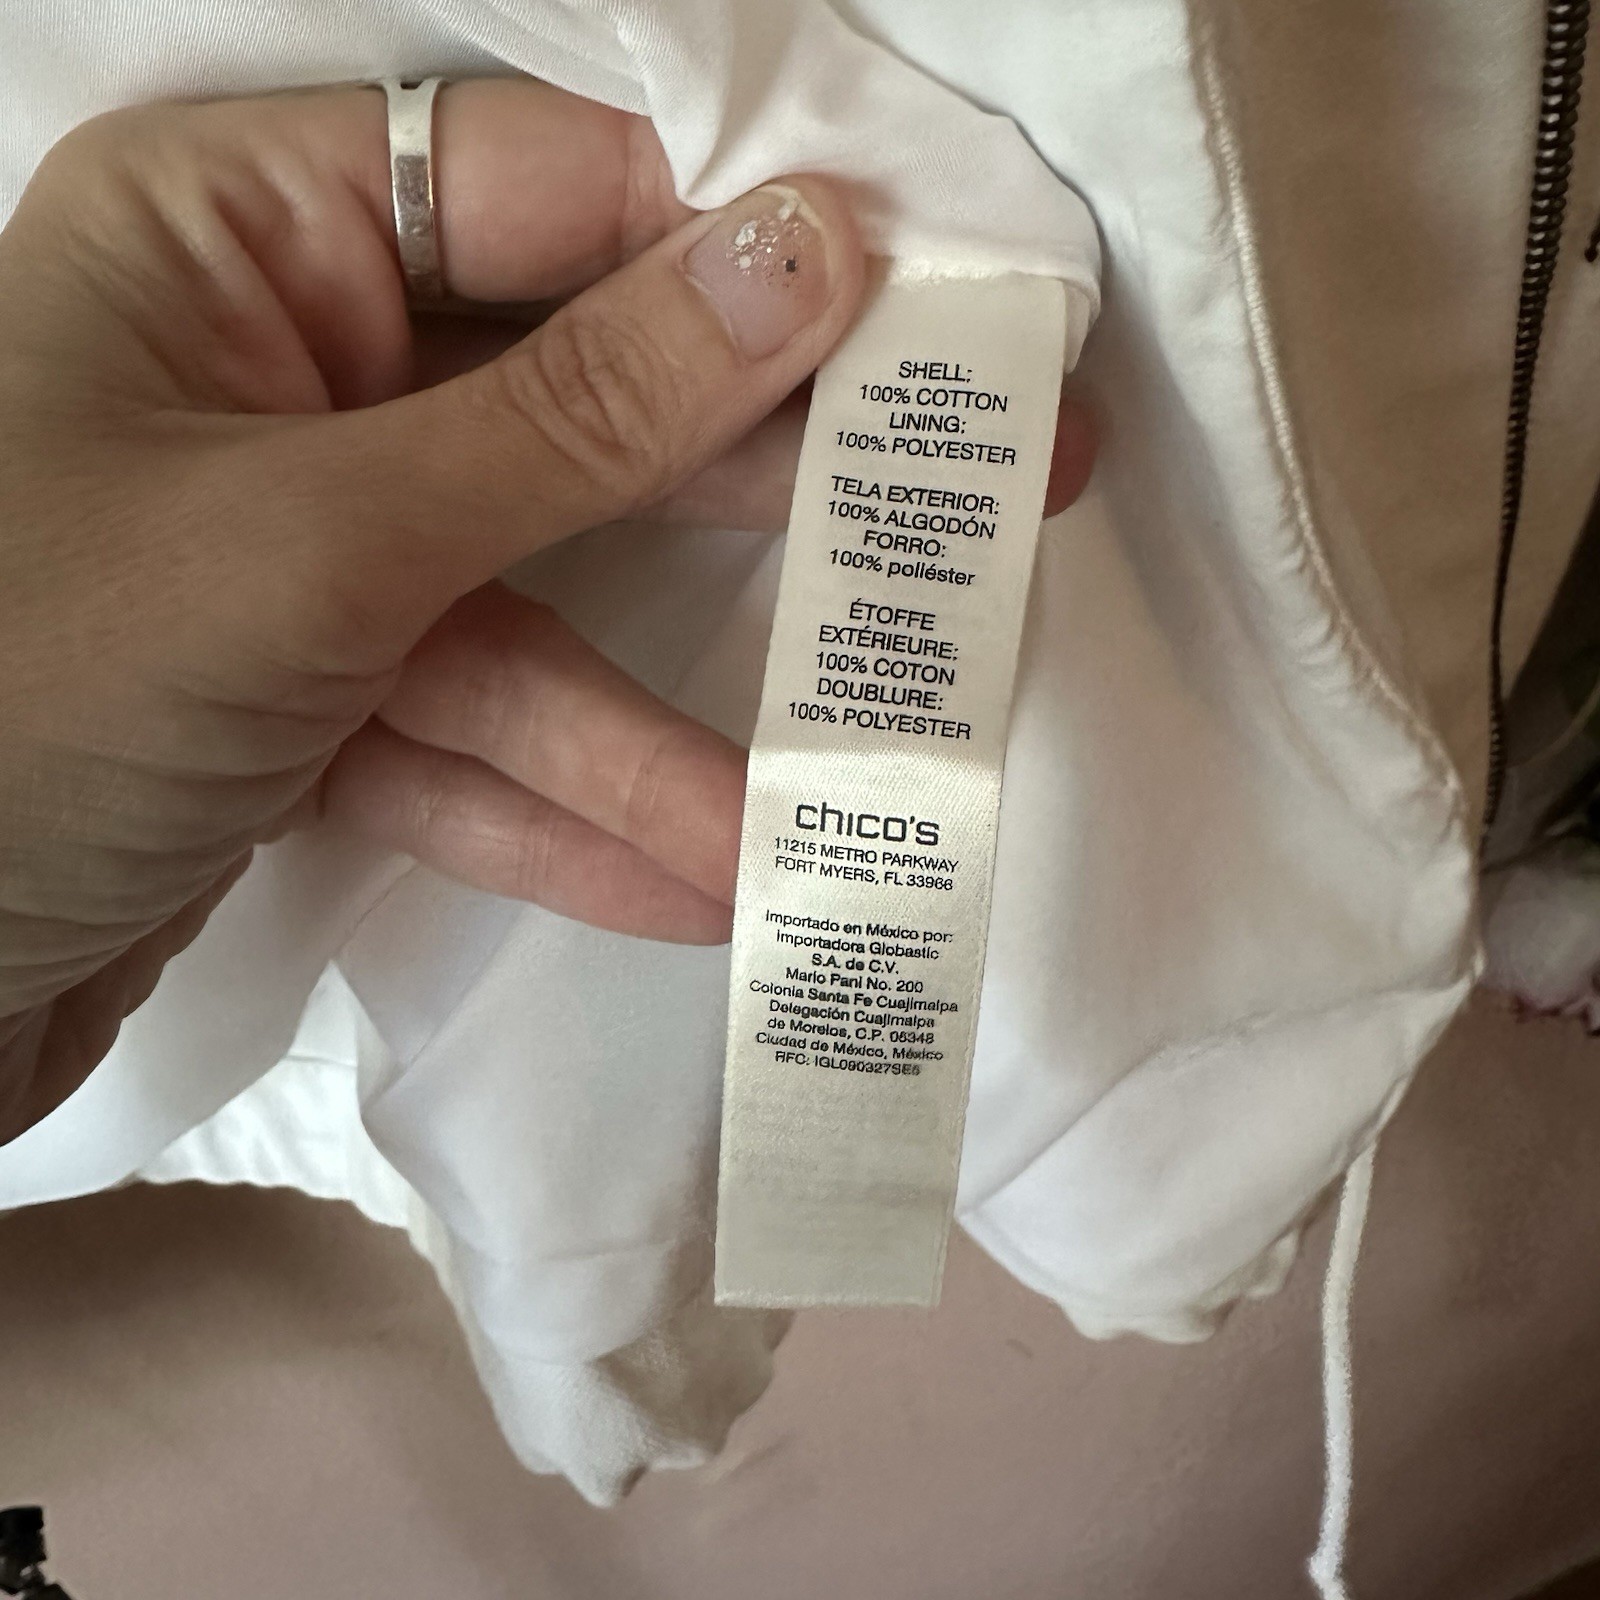 SHELL:
100% COTTON
LINING:
100% POLYESTER
TELA EXTERIOR:
100% ALGODÓN
FORRO:
100% poliéster
ÉTOFFE
EXTÉRIEURE:
100% COTON
DOUBLURE:
100% POLYESTER
chico's
11215 METRO PARKWAY
FORT MYERS, FL 33966
Importado en México por:
Importadora Globastic
S.A. de C.V.
Mario Pani No. 200
Colonia Santa Fe Cuajimalpa
Delegación Cuajimalpa
de Morelos, C.P. 05348
Ciudad de México, México
RFC: IGL090327SE5